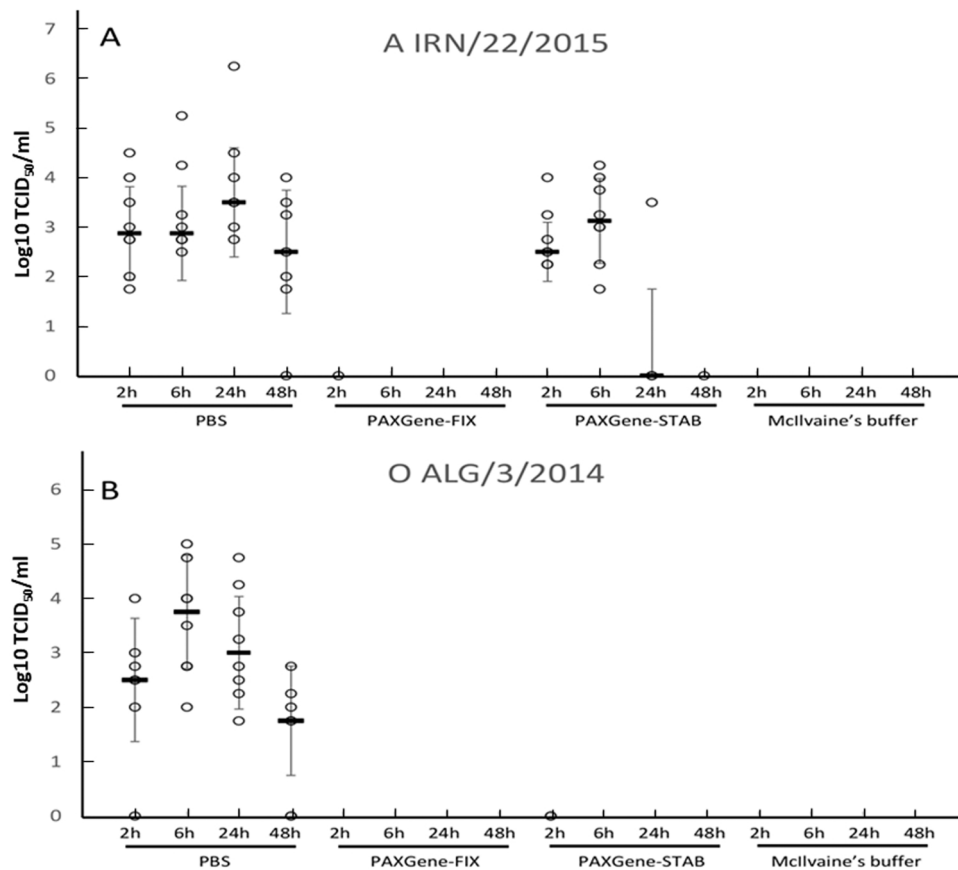 A
A IRN/22/2015
Log10 TCID50/ml
7
6
5
4
3
2
1
0
2h 6h 24h 48h 2h 6h 24h 48h 2h 6h 24h 48h 2h 6h 24h 48h
PBS PAXGene-FIX PAXGene-STAB McIlvaine's buffer
B
O ALG/3/2014
Log10 TCID50/ml
6
5
4
3
2
1
0
2h 6h 24h 48h 2h 6h 24h 48h 2h 6h 24h 48h 2h 6h 24h 48h
PBS PAXGene-FIX PAXGene-STAB McIlvaine's buffer